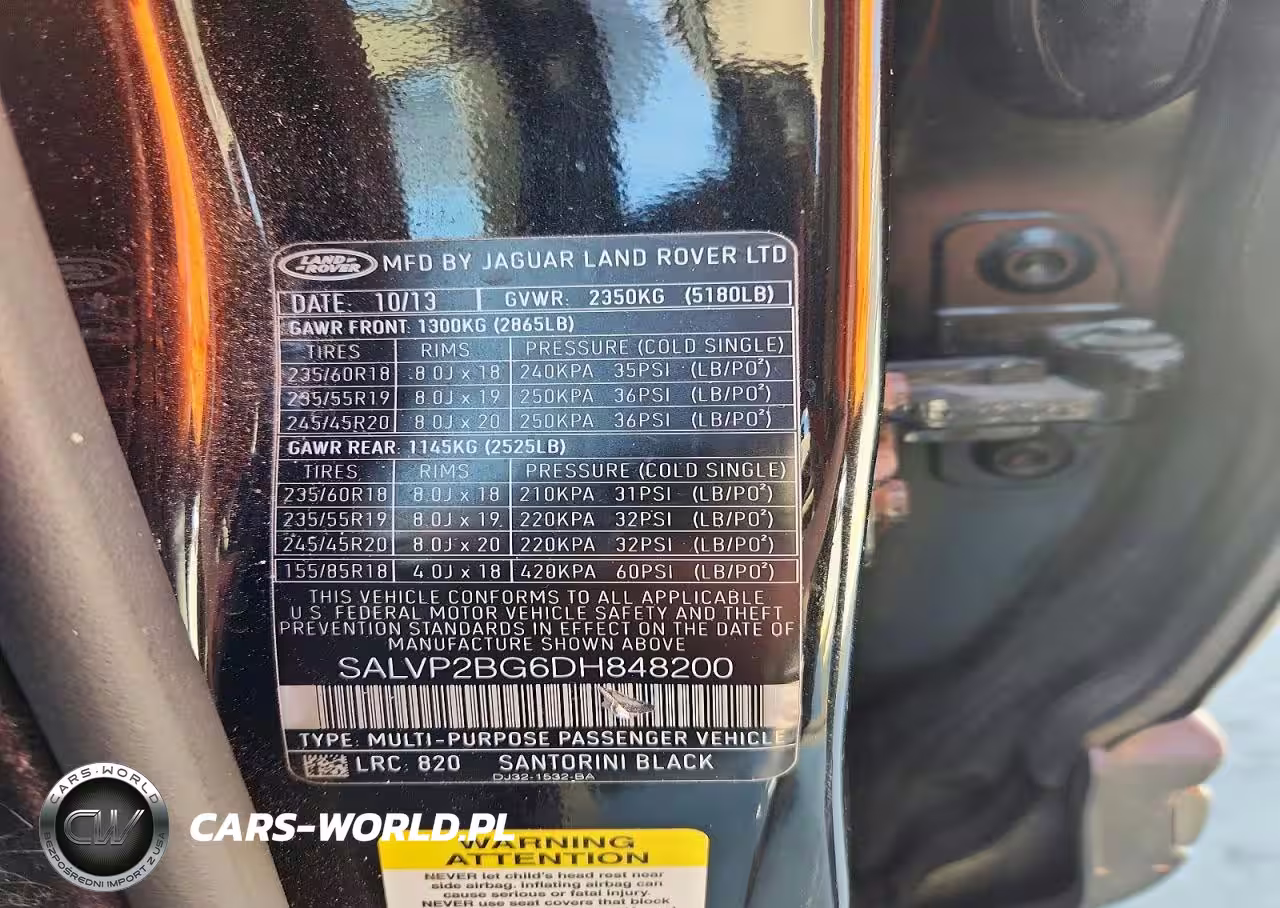 LAND-
-ROVER
MFD BY JAGUAR LAND ROVER LTD
DATE: 10/13 GVWR: 2350KG (5180LB)
GAWR FRONT: 1300KG (2865LB)
TIRES RIMS PRESSURE (COLD SINGLE)
235/60R18 8.0J x 18 240KPA 35PSI (LB/PO²)
235/55R19 8.0J x 19 250KPA 36PSI (LB/PO²)
245/45R20 8.0J x 20 250KPA 36PSI (LB/PO²)
GAWR REAR: 1145KG (2525LB)
TIRES RIMS PRESSURE (COLD SINGLE)
235/60R18 8.0J x 18 210KPA 31PSI (LB/PO²)
235/55R19 8.0J x 19 220KPA 32PSI (LB/PO²)
245/45R20 8.0J x 20 220KPA 32PSI (LB/PO²)
155/85R18 4.0J x 18 420KPA 60PSI (LB/PO²)
THIS VEHICLE CONFORMS TO ALL APPLICABLE
U.S. FEDERAL MOTOR VEHICLE SAFETY AND THEFT
PREVENTION STANDARDS IN EFFECT ON THE DATE OF
MANUFACTURE SHOWN ABOVE
SALVP2BG6DH848200
TYPE: MULTI-PURPOSE PASSENGER VEHICLE
LRC: 820 SANTORINI BLACK
DJ32-1532-BA
CARS-WORLD
CW
BEZPOŚREDNI IMPORT Z USA
CARS-WORLD.PL
WARNING
ATTENTION
NEVER let child's head rest near
side airbag. Inflating airbag can
cause serious or fatal injury.
NEVER use seat covers that block